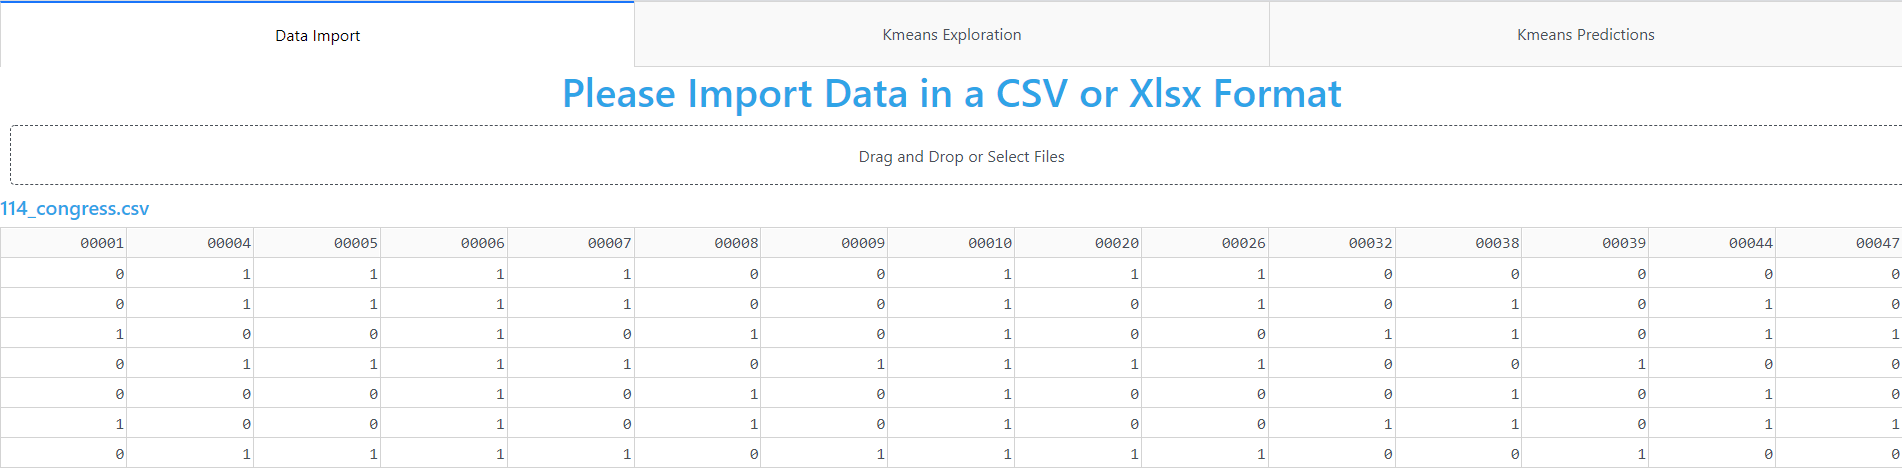 Data Import Kmeans Exploration Kmeans Predictions
Please Import Data in a CSV or Xlsx Format
Drag and Drop or Select Files
114_congress.csv
00001 00004 00005 00006 00007 00008 00009 00010 00020 00026 00032 00038 00039 00044 00047
0 1 1 1 1 0 0 1 1 1 0 0 0 0 0
0 1 1 1 1 0 0 1 0 1 0 1 0 1 0
1 0 0 1 0 1 0 1 0 0 1 1 0 1 1
0 1 1 1 1 0 1 1 1 1 0 0 1 0 0
0 0 0 1 0 1 0 1 0 0 0 1 0 1 0
1 0 0 1 0 1 0 1 0 0 1 1 0 1 1
0 1 1 1 1 0 1 1 1 1 0 0 1 0 0